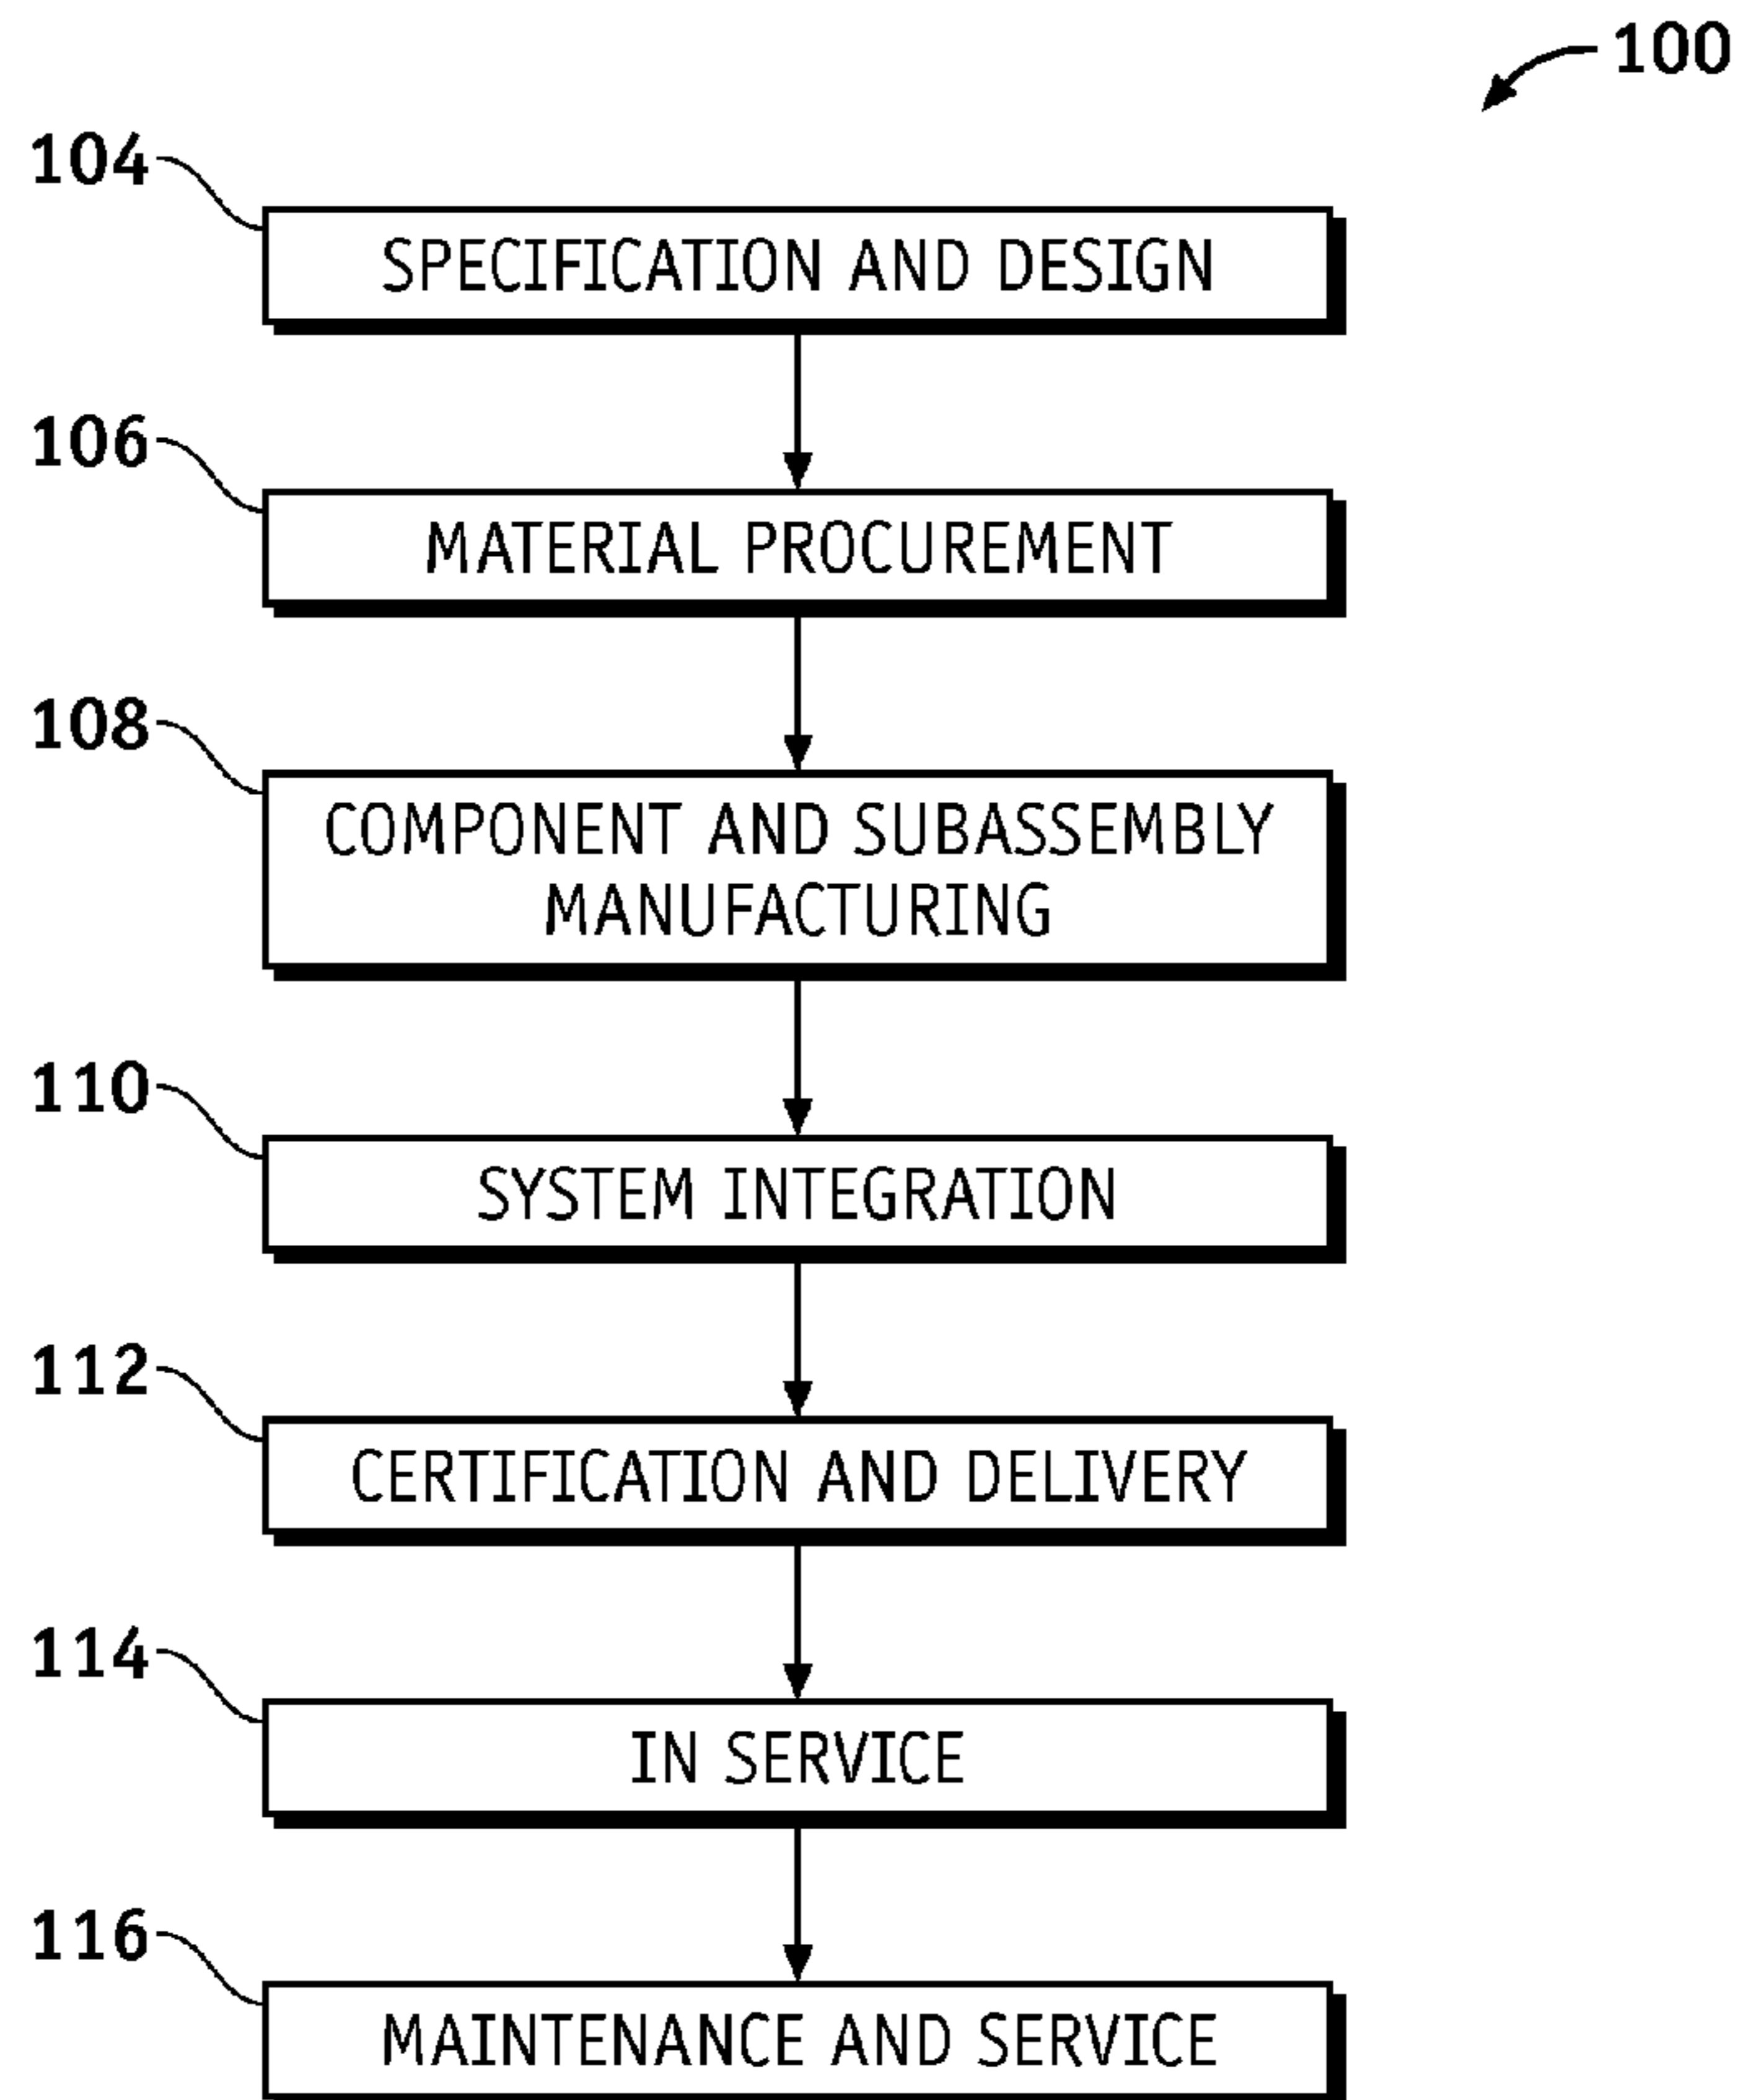 100
104
SPECIFICATION AND DESIGN
106
MATERIAL PROCUREMENT
108
COMPONENT AND SUBASSEMBLY
MANUFACTURING
110
SYSTEM INTEGRATION
112
CERTIFICATION AND DELIVERY
114
IN SERVICE
116
MAINTENANCE AND SERVICE